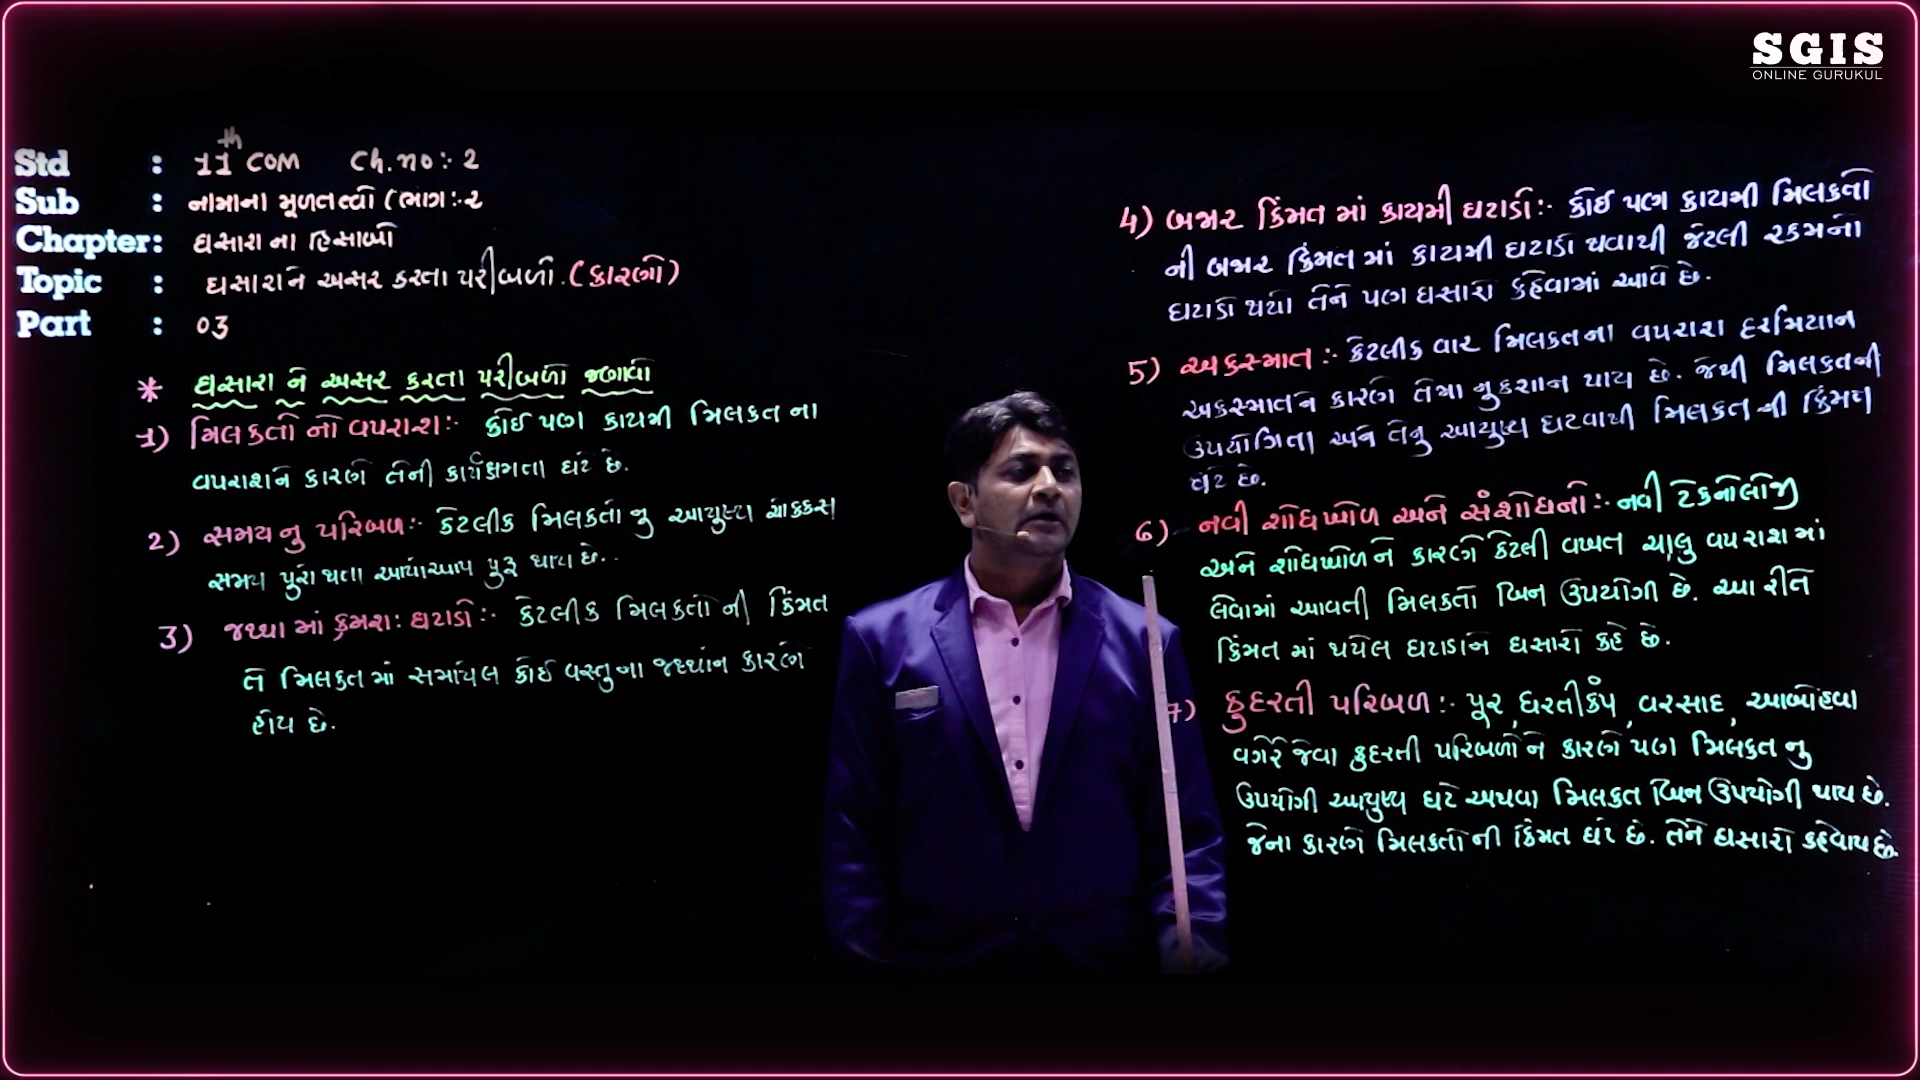 SGIS
ONLINE GURUKUL
Std : 11th COM Ch.no:- 2
Sub : નામાના મૂળતત્વો (ભાગ:-૨
Chapter: ઘસારા ના હિસાબો
Topic : ઘસારાને અસર કરતા પરીબળો. (કારણો)
Part : 03
* ઘસારા ને અસર કરતા પરીબળો જણાવો
1) મિલકતો નો વપરાશ:- કોઈ પણ કાયમી મિલકત ના
વપરાશને કારણે તેની કાર્યક્ષમતા ઘટે છે.
2) સમય નુ પરિબળ:- કેટલીક મિલકતો નુ આયુષ્ય ચોકકસ
સમય પૂરો થતા આપોઆપ પુરૂ થાય છે..
3) જથ્થા માં ક્રમશ: ઘટાડો:- કેટલીક મિલકતો ની કિંમત
તે મિલકત માં સમાયેલ કોઈ વસ્તુ ના જથ્થાને કારણે
હોય છે.
4) બજાર કિંમત માં કાયમી ઘટાડો:- કોઈ પણ કાયમી મિલકતો
ની બજાર કિંમત માં કાયમી ઘટાડો થવાથી જેટલી રકમનો
ઘટાડો થયો તેને પણ ઘસારો કહેવામાં આવે છે.
5) અકસ્માત:- કેટલીક વાર મિલકત ના વપરાશ દરમિયાન
અકસ્માતને કારણે તેમા નુકશાન થાય છે. જેથી મિલકતની
ઉપયોગિતા અને તેનુ આયુષ્ય ઘટવાથી મિલકત ની કિંમત
ઘટે છે.
6) નવી શોધખોળ અને સંશોધનો:- નવી ટેકનોલોજી
અને શોધખોળ ને કારણે કેટલી વખત ચાલુ વપરાશ માં
લેવામાં આવતી મિલકતો બિન ઉપયોગી છે. આ રીતે
કિંમત માં થયેલ ઘટાડાને ઘસારો કહે છે.
7) કુદરતી પરિબળ:- પૂર, ધરતીકંપ, વરસાદ, આબોહવા
વગેરે જેવા કુદરતી પરિબળો ને કારણે પણ મિલકત નુ
ઉપયોગી આયુષ્ય ઘટે અથવા મિલકત બિન ઉપયોગી થાય છે.
જેના કારણે મિલકતો ની કિંમત ઘટે છે. તેને ઘસારો કહેવાય છે.